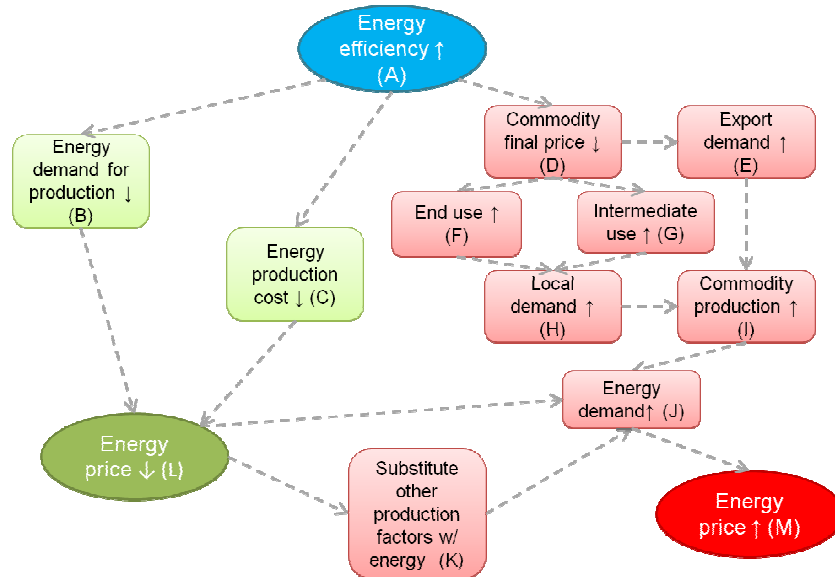 Energy
efficiency ↑
(A)
Energy
demand for
production ↓
(B)
Energy
production
cost ↓ (C)
Commodity
final price ↓
(D)
Export
demand ↑
(E)
End use ↑
(F)
Intermediate
use ↑ (G)
Local
demand ↑
(H)
Commodity
production ↑
(I)
Energy
demand↑ (J)
Energy
price ↓ (L)
Substitute
other
production
factors w/
energy (K)
Energy
price ↑ (M)